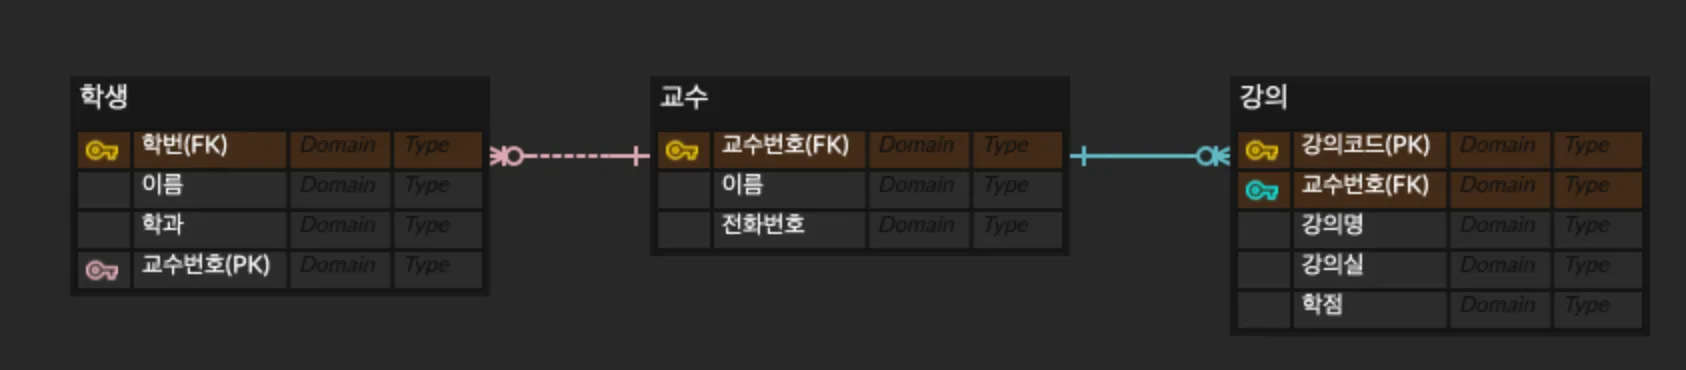 학생
학번(FK) Domain Type
이름 Domain Type
학과 Domain Type
교수번호(PK) Domain Type
교수
교수번호(FK) Domain Type
이름 Domain Type
전화번호 Domain Type
강의
강의코드(PK) Domain Type
교수번호(FK) Domain Type
강의명 Domain Type
강의실 Domain Type
학점 Domain Type